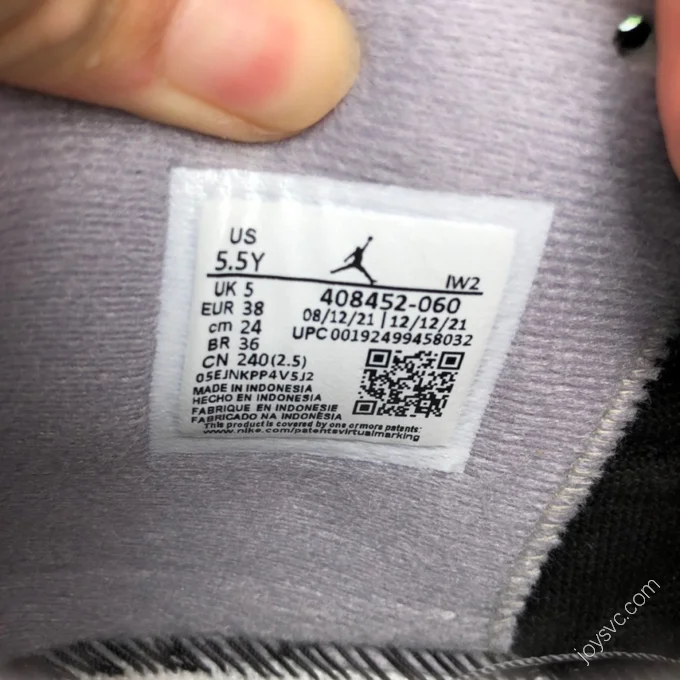 US
5.5Y
IW2
UK 5
EUR 38
cm 24
BR 36
CN 240(2.5)
408452-060
08/12/21 | 12/12/21
UPC 00192499458032
05EJNKPP4V5J2
MADE IN INDONESIA
HECHO EN INDONESIA
FABRIQUE EN INDONESIE
FABRICADO NA INDONÈSIA
This product is covered by one or more patents:
www.nike.com/patentsvirtualmarking
joysvc.com